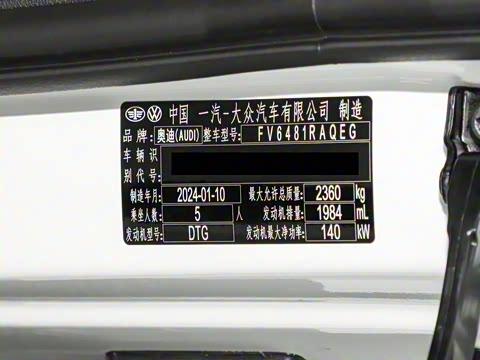 中国 一汽-大众汽车有限公司 制造
品牌: 奥迪(AUDI) 整车型号: FV6481RAQEG
车辆识
别代号:
制造年月: 2024-01-10 最大允许总质量: 2360 kg
乘坐人数: 5 人 发动机排量: 1984 mL
发动机型号: DTG 发动机最大净功率: 140 kW